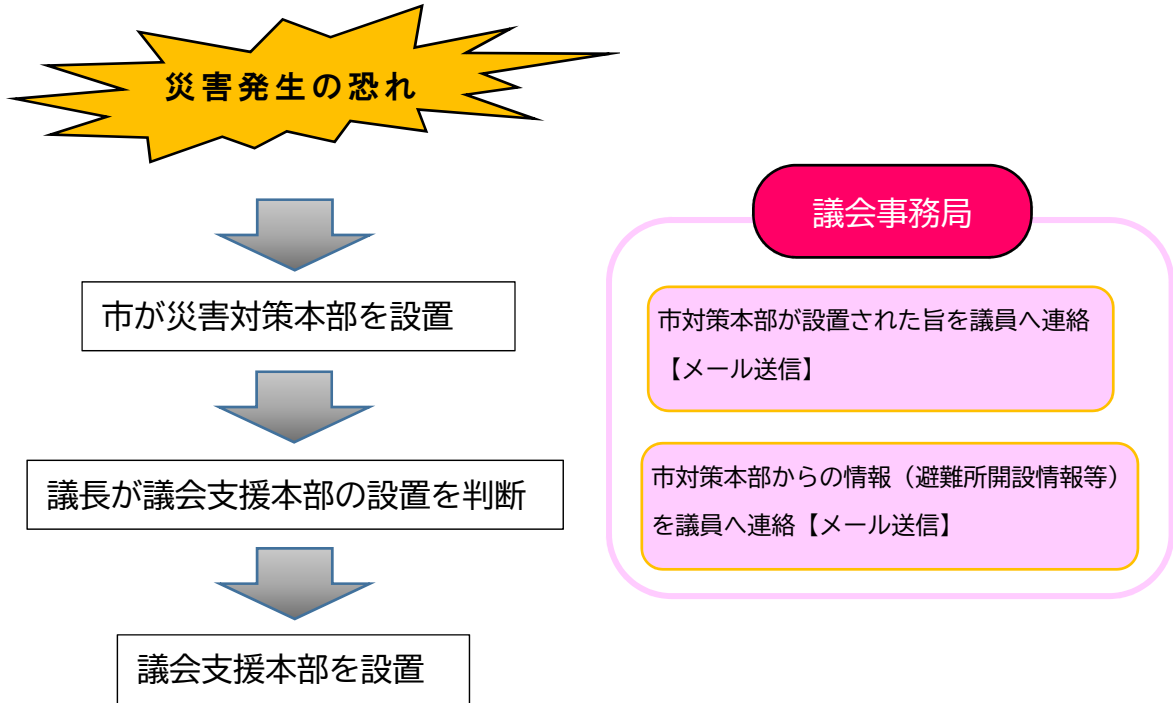 災害発生の恐れ
市が災害対策本部を設置
議長が議会支援本部の設置を判断
議会支援本部を設置
議会事務局
市対策本部が設置された旨を議員へ連絡
【メール送信】
市対策本部からの情報（避難所開設情報等）
を議員へ連絡【メール送信】